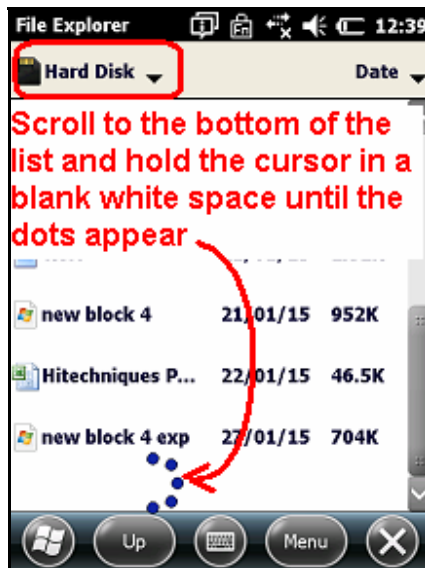 File Explorer Fn 12:39
Hard Disk Date
Scroll to the bottom of the
list and hold the cursor in a
blank white space until the
dots appear
new block 4 21/01/15 952K
Hitechniques P... 22/01/15 46.5K
new block 4 exp 27/01/15 704K
Up Menu